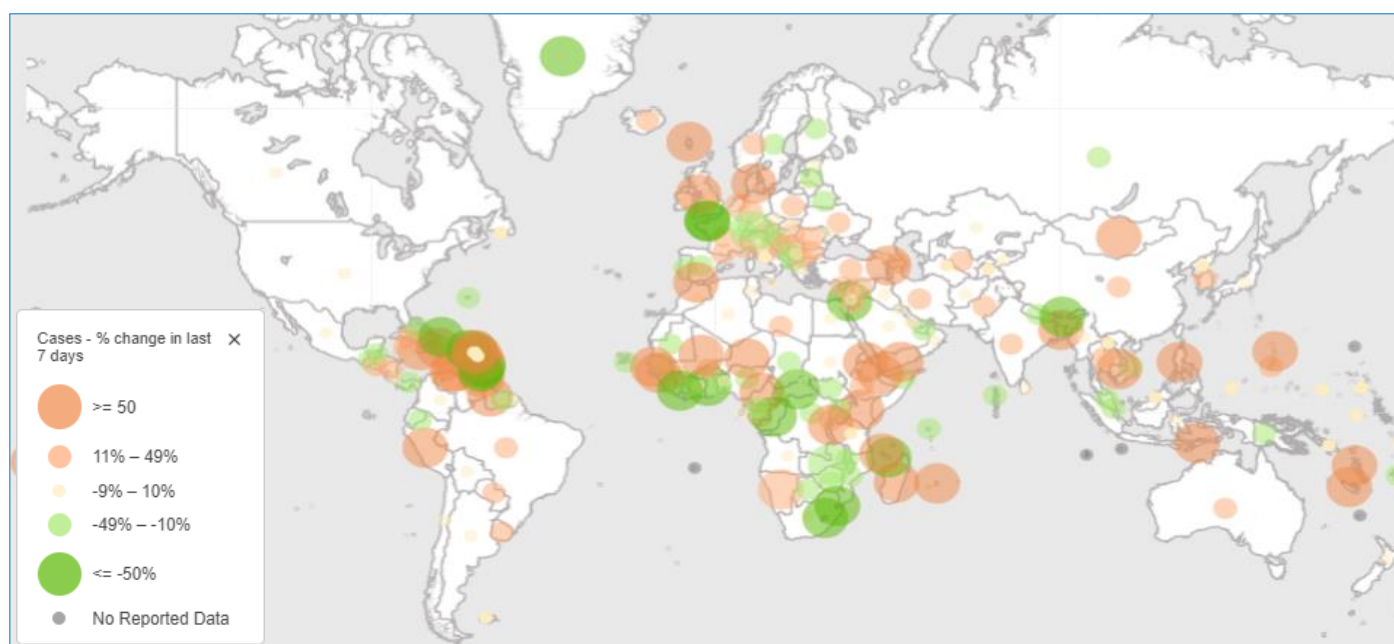 Cases - % change in last
7 days
×
>= 50
11% – 49%
-9% – 10%
-49% – -10%
<= -50%
No Reported Data